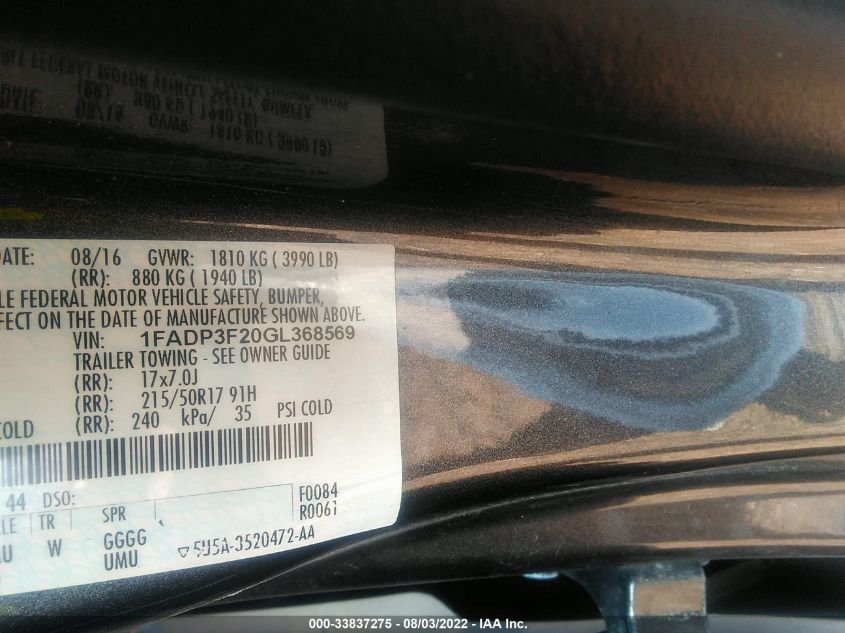 DATE: 08/16 GVWR: 1810 KG ( 3990 LB)
(RR): 880 KG ( 1940 LB)
LE FEDERAL MOTOR VEHICLE SAFETY, BUMPER,
FFECT ON THE DATE OF MANUFACTURE SHOWN ABOVE.
VIN: 1FADP3F20GL368569
TRAILER TOWING - SEE OWNER GUIDE
(RR): 17x7.0J
(RR): 215/50R17 91H
COLD (RR): 240 kPa/ 35 PSI COLD
44 DSO: F0084
R0061
LE TR SPR
AU W GGGG
UMU
5U5A-3520472-AA
000-33837275 - 08/03/2022 - IAA Inc.